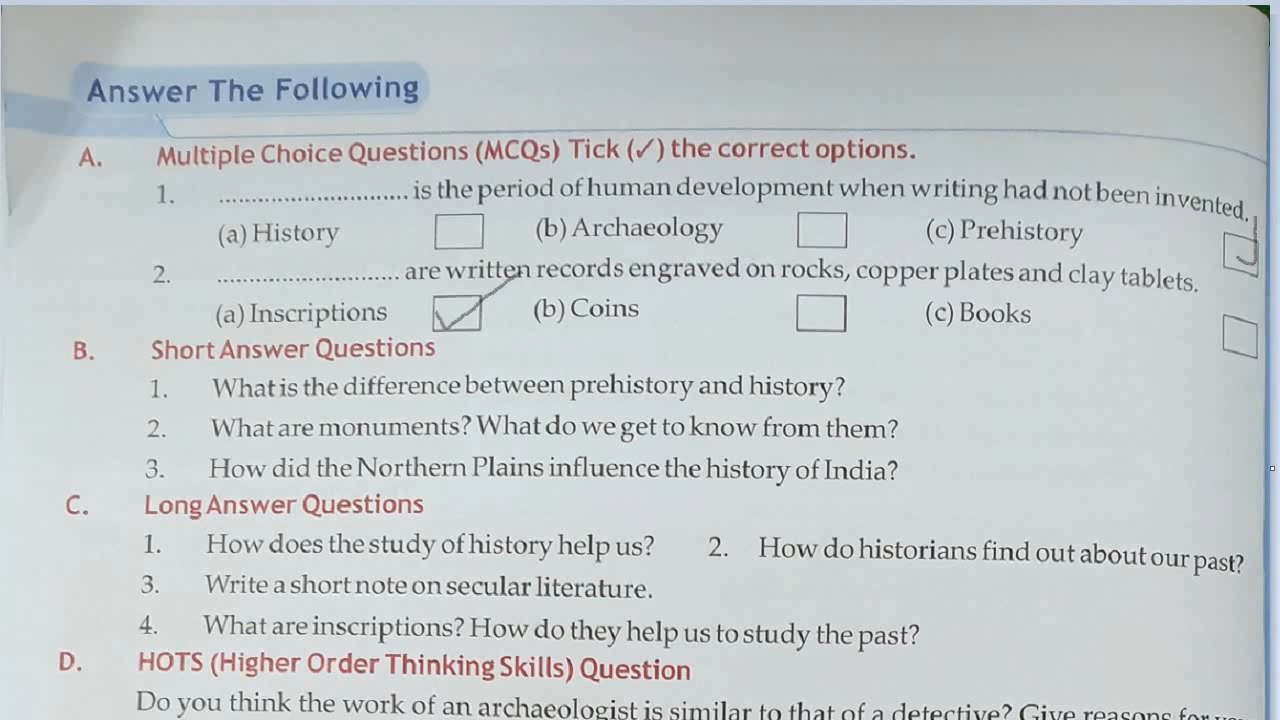 Answer The Following
A. Multiple Choice Questions (MCQs) Tick (✓) the correct options.
1. ............................ is the period of human development when writing had not been invented.
(a) History (b) Archaeology (c) Prehistory
2. ............................ are written records engraved on rocks, copper plates and clay tablets.
(a) Inscriptions (b) Coins (c) Books
B. Short Answer Questions
1. What is the difference between prehistory and history?
2. What are monuments? What do we get to know from them?
3. How did the Northern Plains influence the history of India?
C. Long Answer Questions
1. How does the study of history help us? 2. How do historians find out about our past?
3. Write a short note on secular literature.
4. What are inscriptions? How do they help us to study the past?
D. HOTS (Higher Order Thinking Skills) Question
Do you think the work of an archaeologist is similar to that of a detective? Give reasons for